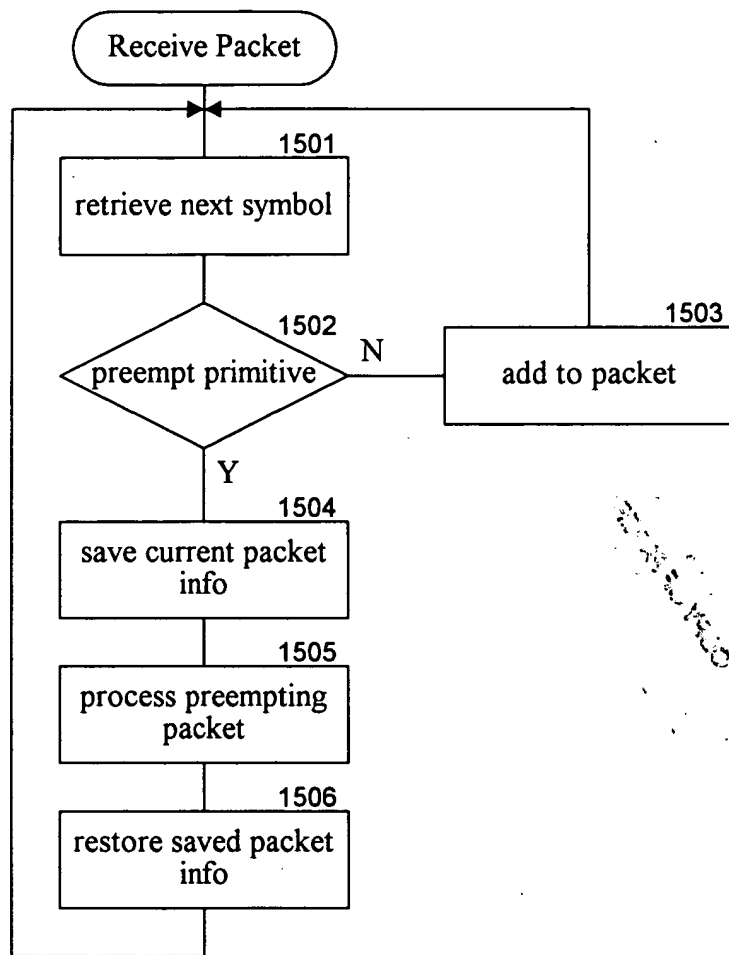 Receive Packet
1501
retrieve next symbol
1502
preempt primitive
N
1503
add to packet
Y
1504
save current packet
info
1505
process preempting
packet
1506
restore saved packet
info